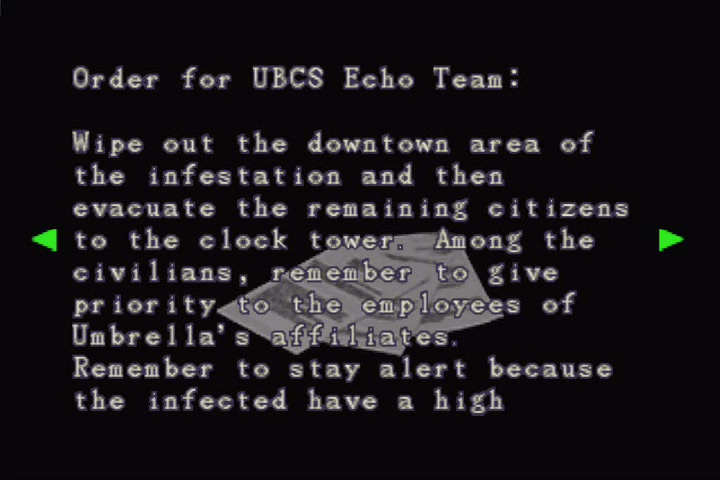 Order for UBCS Echo Team:
Wipe out the downtown area of
the infestation and then
evacuate the remaining citizens
to the clock tower. Among the
civilians, remember to give
priority to the employees of
Umbrella's affiliates.
Remember to stay alert because
the infected have a high